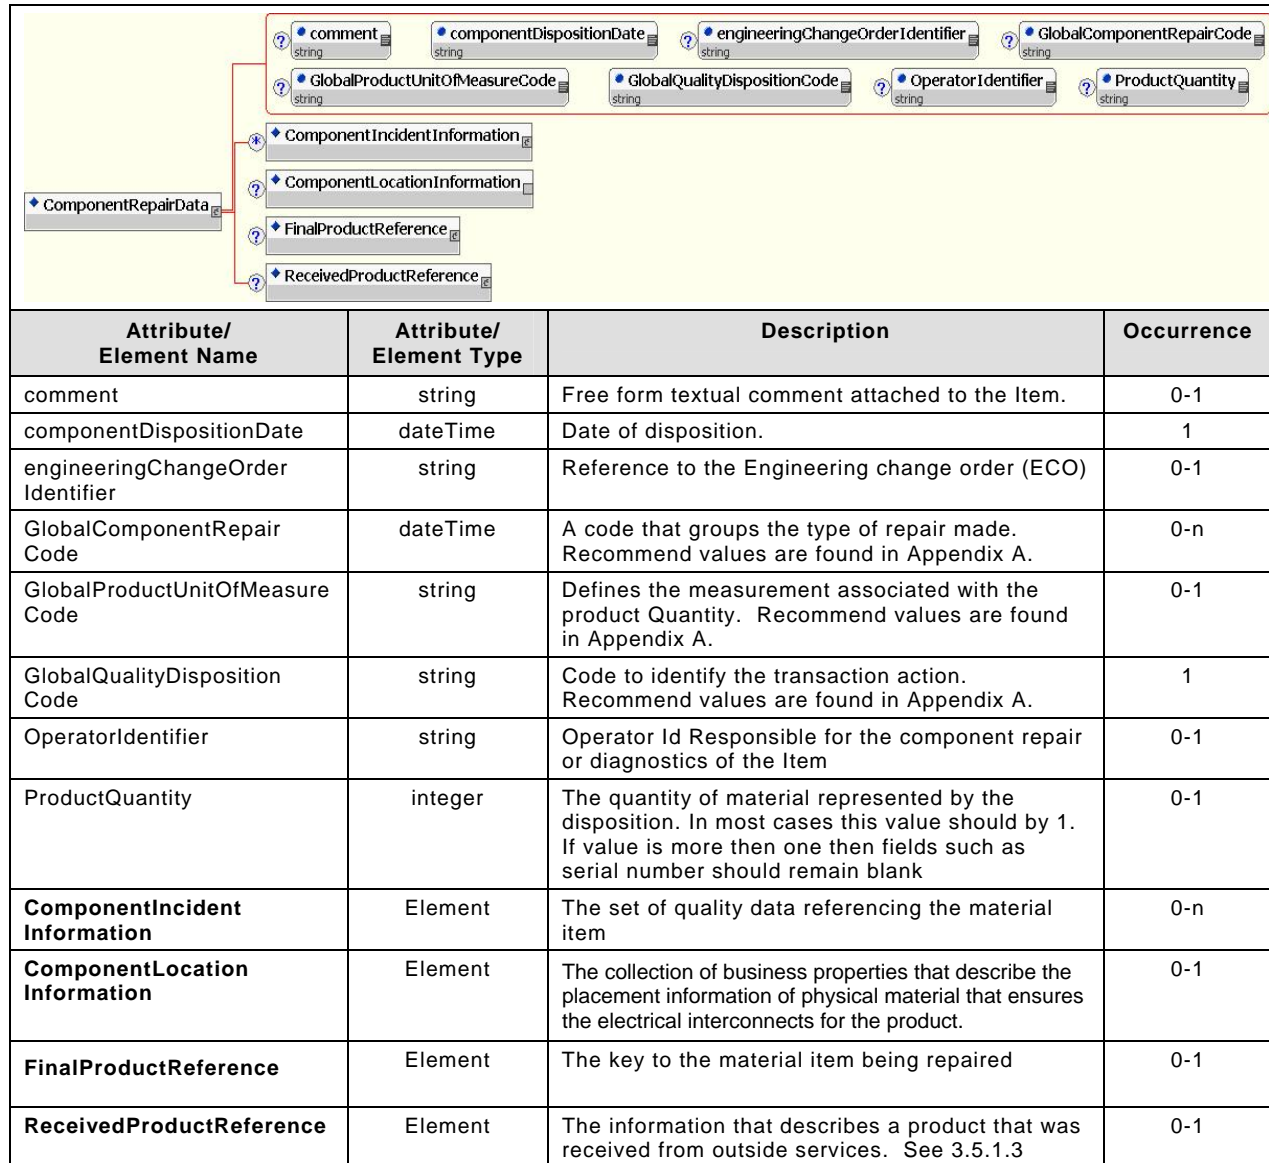 ? comment string componentDispositionDate string ? engineeringChangeOrderIdentifier string ? GlobalComponentRepairCode string
? GlobalProductUnitOfMeasureCode string GlobalQualityDispositionCode string ? OperatorIdentifier string ? ProductQuantity string
* ComponentIncidentInformation
? ComponentLocationInformation
ComponentRepairData
? FinalProductReference
? ReceivedProductReference
Attribute/ Element Name Attribute/ Element Type Description Occurrence
comment string Free form textual comment attached to the Item. 0-1
componentDispositionDate dateTime Date of disposition. 1
engineeringChangeOrder string Reference to the Engineering change order (ECO) 0-1
Identifier
GlobalComponentRepair dateTime A code that groups the type of repair made. 0-n
Code Recommend values are found in Appendix A.
GlobalProductUnitOfMeasure string Defines the measurement associated with the 0-1
Code product Quantity. Recommend values are found
in Appendix A.
GlobalQualityDisposition string Code to identify the transaction action. 1
Code Recommend values are found in Appendix A.
OperatorIdentifier string Operator Id Responsible for the component repair 0-1
or diagnostics of the Item
ProductQuantity integer The quantity of material represented by the 0-1
disposition. In most cases this value should by 1.
If value is more then one then fields such as
serial number should remain blank
ComponentIncident Element The set of quality data referencing the material 0-n
Information item
ComponentLocation Element The collection of business properties that describe the 0-1
Information placement information of physical material that ensures
the electrical interconnects for the product.
FinalProductReference Element The key to the material item being repaired 0-1
ReceivedProductReference Element The information that describes a product that was 0-1
received from outside services. See 3.5.1.3